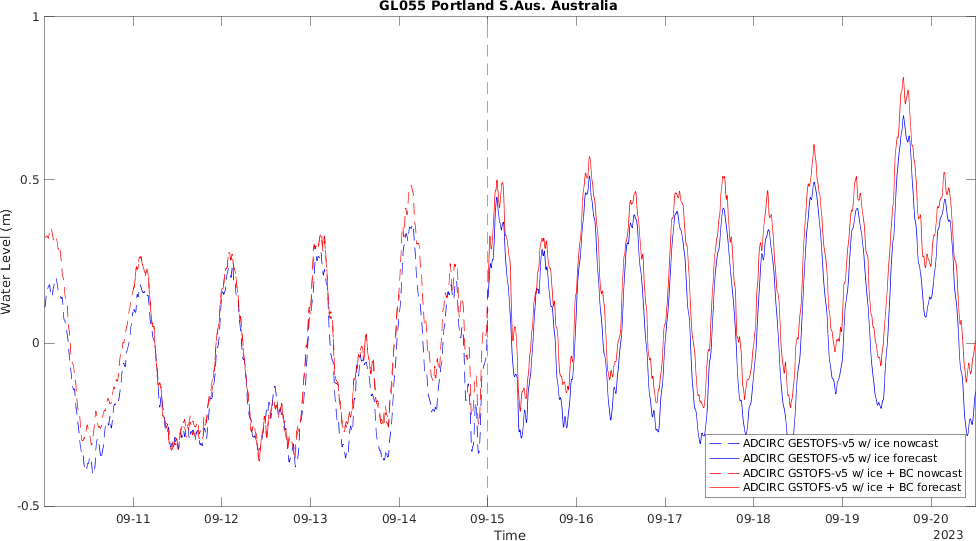 GL055 Portland S.Aus. Australia
1
0.5
0
-0.5
Water Level (m)
09-11 09-12 09-13 09-14 09-15 09-16 09-17 09-18 09-19 09-20
Time
2023
ADCIRC GESTOFS-v5 w/ ice nowcast
ADCIRC GESTOFS-v5 w/ ice forecast
ADCIRC GSTOFS-v5 w/ ice + BC nowcast
ADCIRC GSTOFS-v5 w/ ice + BC forecast